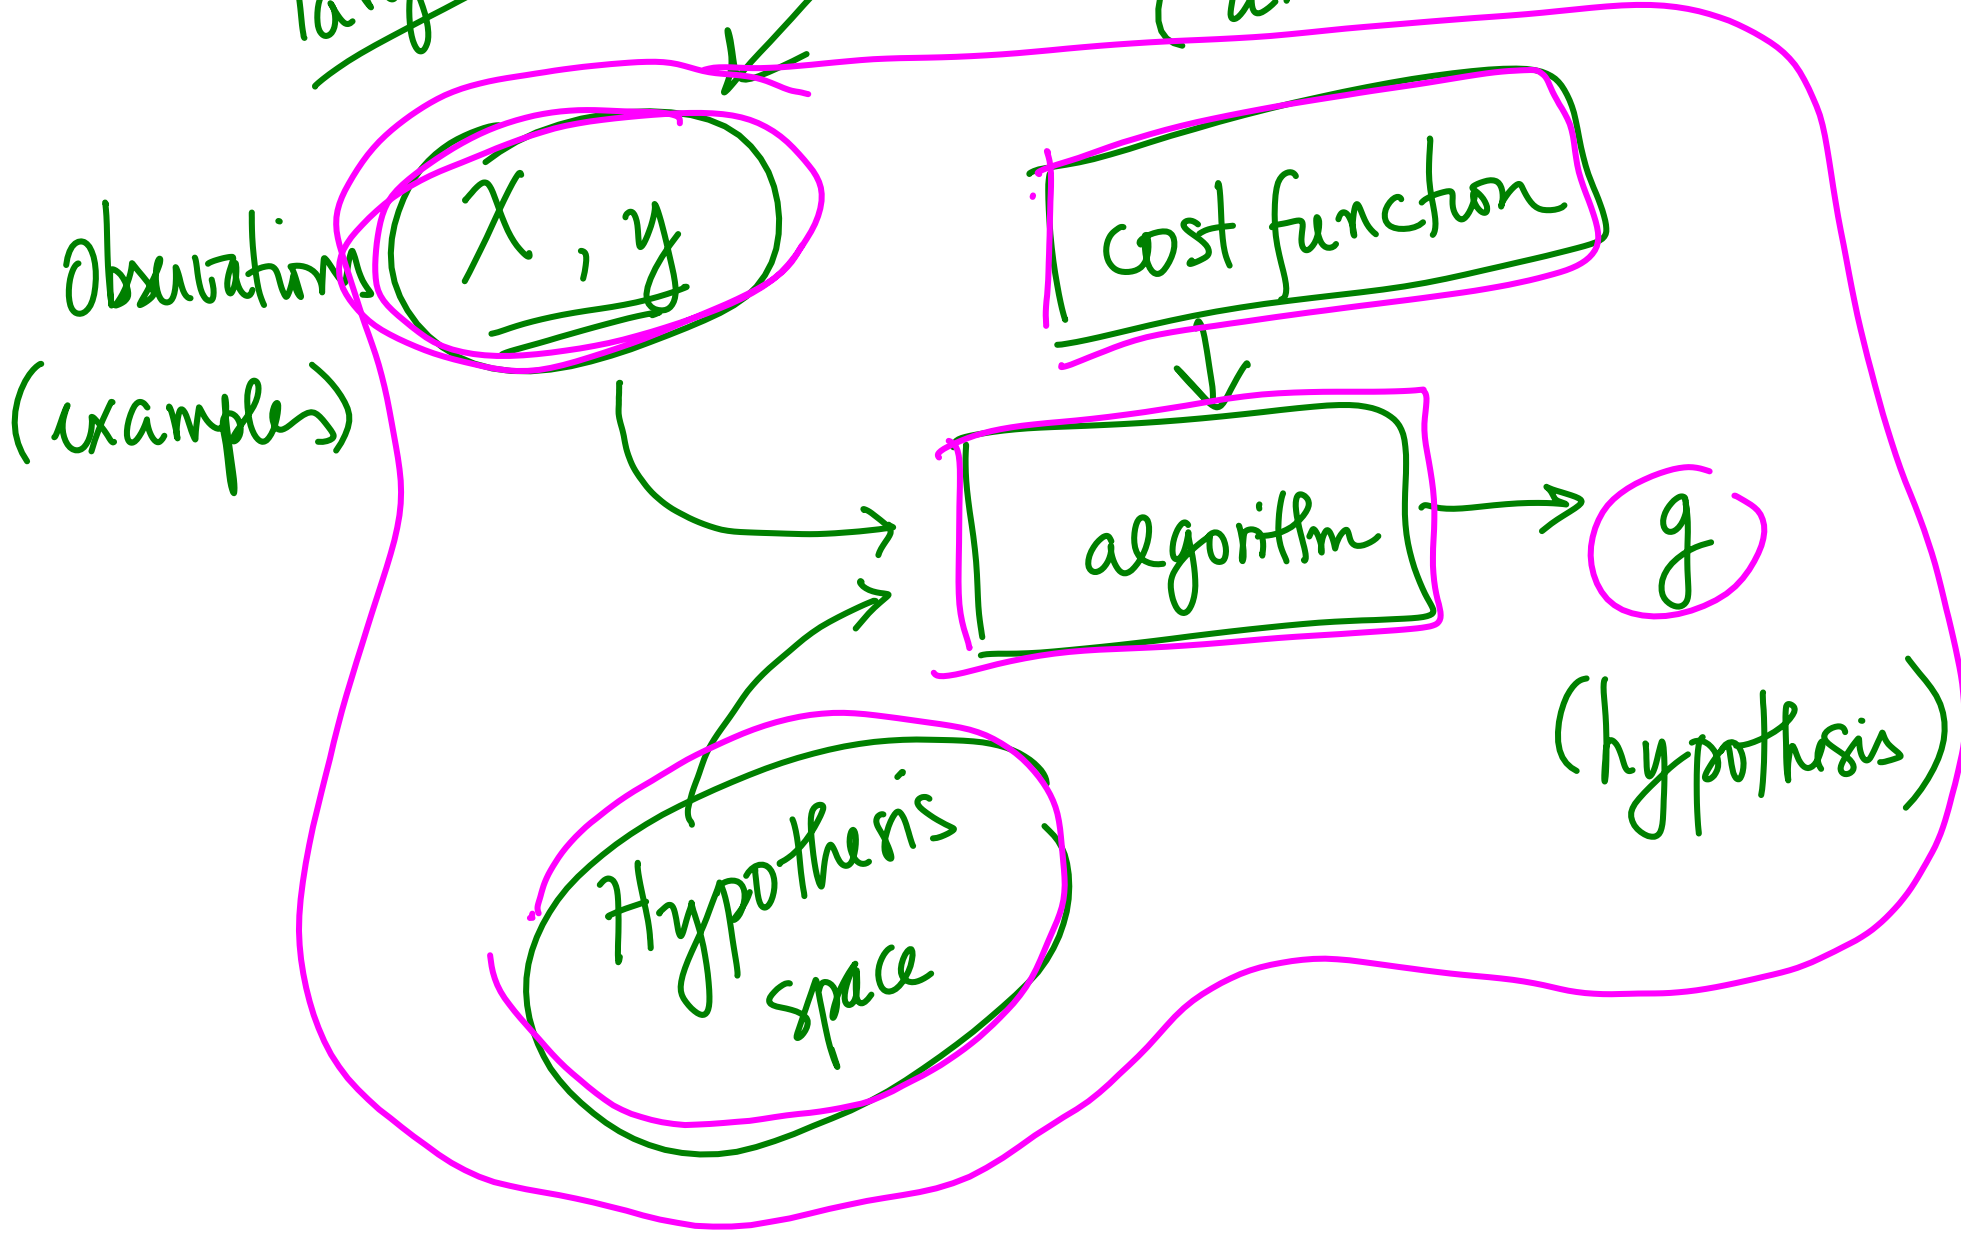 X, y
cost function
observations
(examples)
algorithm
g
(hypothesis)
Hypothesis
space